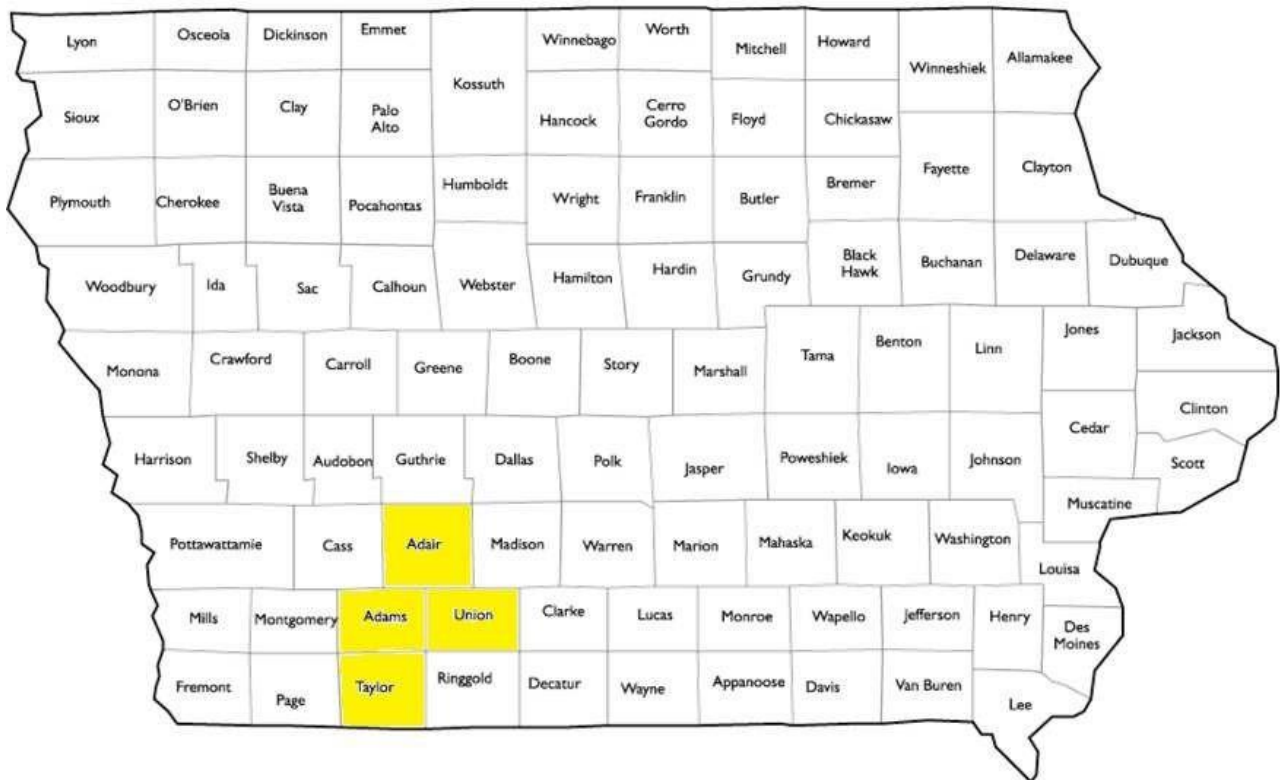 Lyon
Osceola
Dickinson
Emmet
Kossuth
Winnebago
Worth
Mitchell
Howard
Winneshiek
Allamakee
Sioux
O'Brien
Clay
Palo
Alto
Hancock
Cerro
Gordo
Floyd
Chickasaw
Fayette
Clayton
Plymouth
Cherokee
Buena
Vista
Pocahontas
Humboldt
Wright
Franklin
Butler
Bremer
Woodbury
Ida
Sac
Calhoun
Webster
Hamilton
Hardin
Grundy
Black
Hawk
Buchanan
Delaware
Dubuque
Monona
Crawford
Carroll
Greene
Boone
Story
Marshall
Tama
Benton
Linn
Jones
Jackson
Clinton
Harrison
Shelby
Audobon
Guthrie
Dallas
Polk
Jasper
Poweshiek
Iowa
Johnson
Cedar
Scott
Muscatine
Pottawattamie
Cass
Adair
Madison
Warren
Marion
Mahaska
Keokuk
Washington
Louisa
Mills
Montgomery
Adams
Union
Clarke
Lucas
Monroe
Wapello
Jefferson
Henry
Des
Moines
Fremont
Page
Taylor
Ringgold
Decatur
Wayne
Appanoose
Davis
Van Buren
Lee